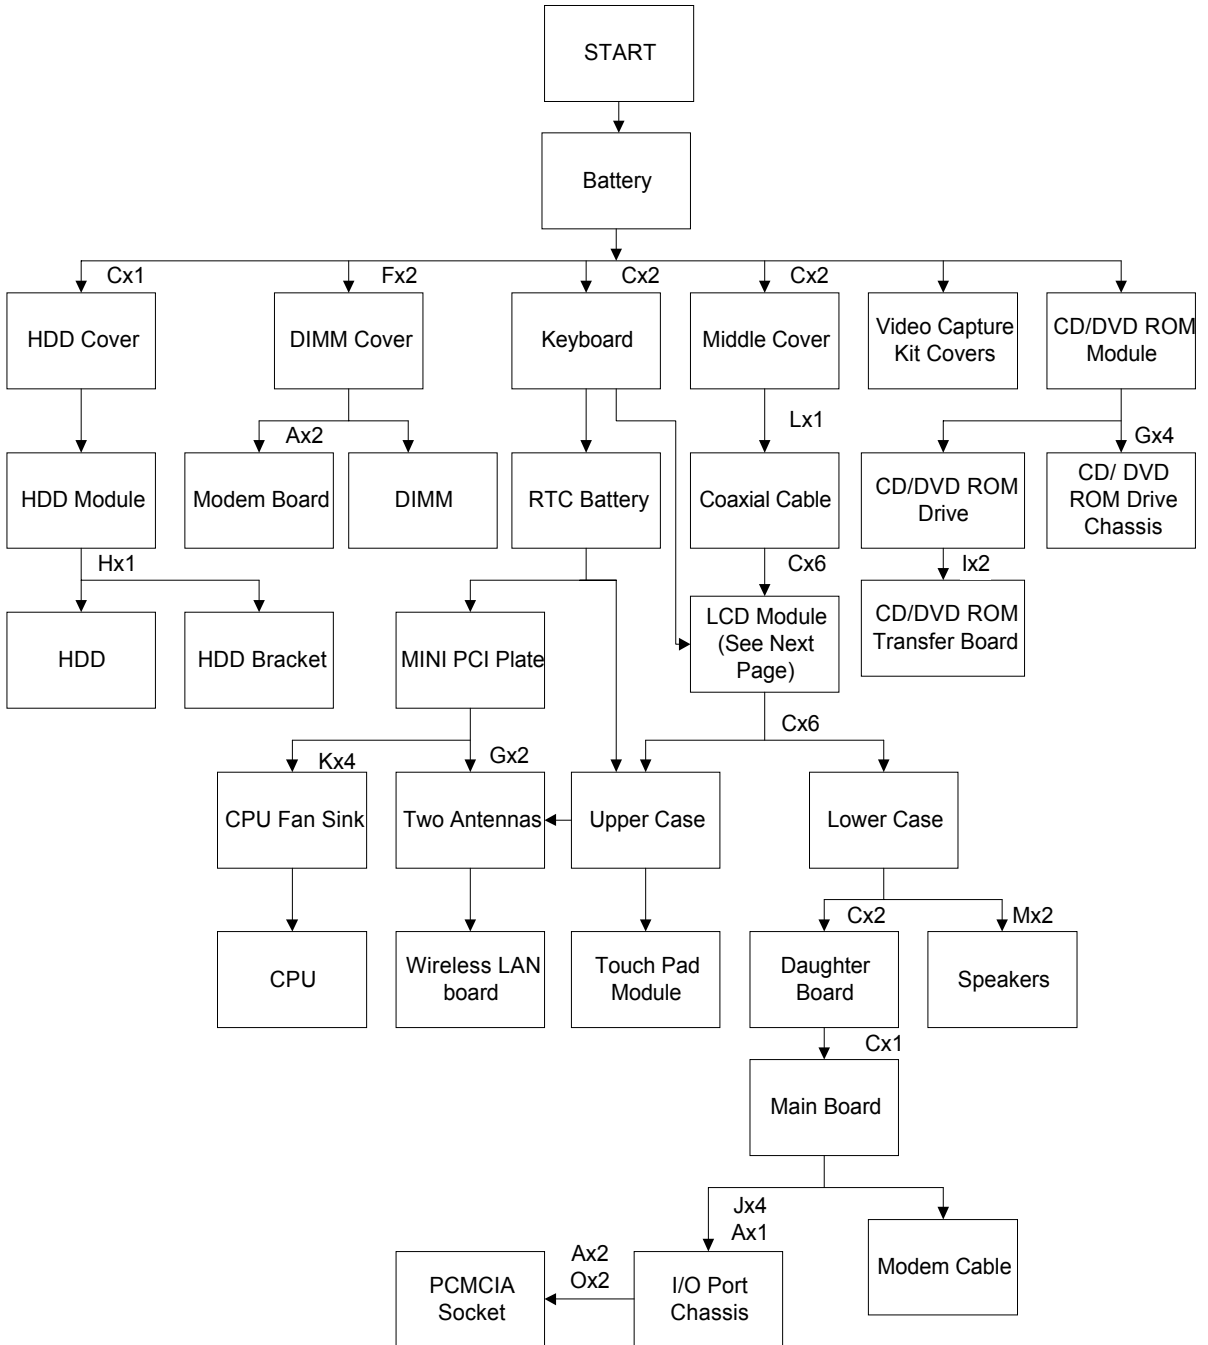 START
Battery
Cx1
Fx2
Cx2
Cx2
HDD Cover
DIMM Cover
Keyboard
Middle Cover
Video Capture
Kit Covers
CD/DVD ROM
Module
Ax2
Lx1
Gx4
HDD Module
Modem Board
DIMM
RTC Battery
Coaxial Cable
CD/DVD ROM
Drive
CD/ DVD
ROM Drive
Chassis
Hx1
Cx6
Ix2
HDD
HDD Bracket
MINI PCI Plate
LCD Module
(See Next
Page)
CD/DVD ROM
Transfer Board
Cx6
Kx4
Gx2
CPU Fan Sink
Two Antennas
Upper Case
Lower Case
Cx2
Mx2
CPU
Wireless LAN
board
Touch Pad
Module
Daughter
Board
Speakers
Cx1
Main Board
Jx4
Ax1
Modem Cable
Ax2
Ox2
PCMCIA
Socket
I/O Port
Chassis